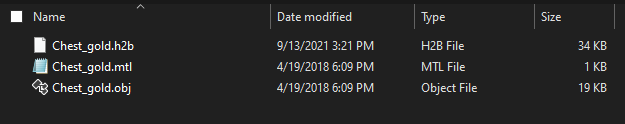 Name Date modified Type Size
Chest_gold.h2b 9/13/2021 3:21 PM H2B File 34 KB
Chest_gold.mtl 4/19/2018 6:09 PM MTL File 1 KB
Chest_gold.obj 4/19/2018 6:09 PM Object File 19 KB